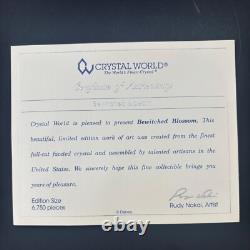 CRYSTAL WORLD®
The World's Finest Crystal™
Certificate of Authenticity
Crystal World is pleased to present Bewitched Blossom, This
beautiful, limited edition work of art was created from the finest
full-cut faceted crystal and assembled by talented artisans in the
United States. We sincerely hope this fine collectible brings you
years of pleasure.
Edition Size
6,750 pieces
Rudy Nakai, Artist
© Disney